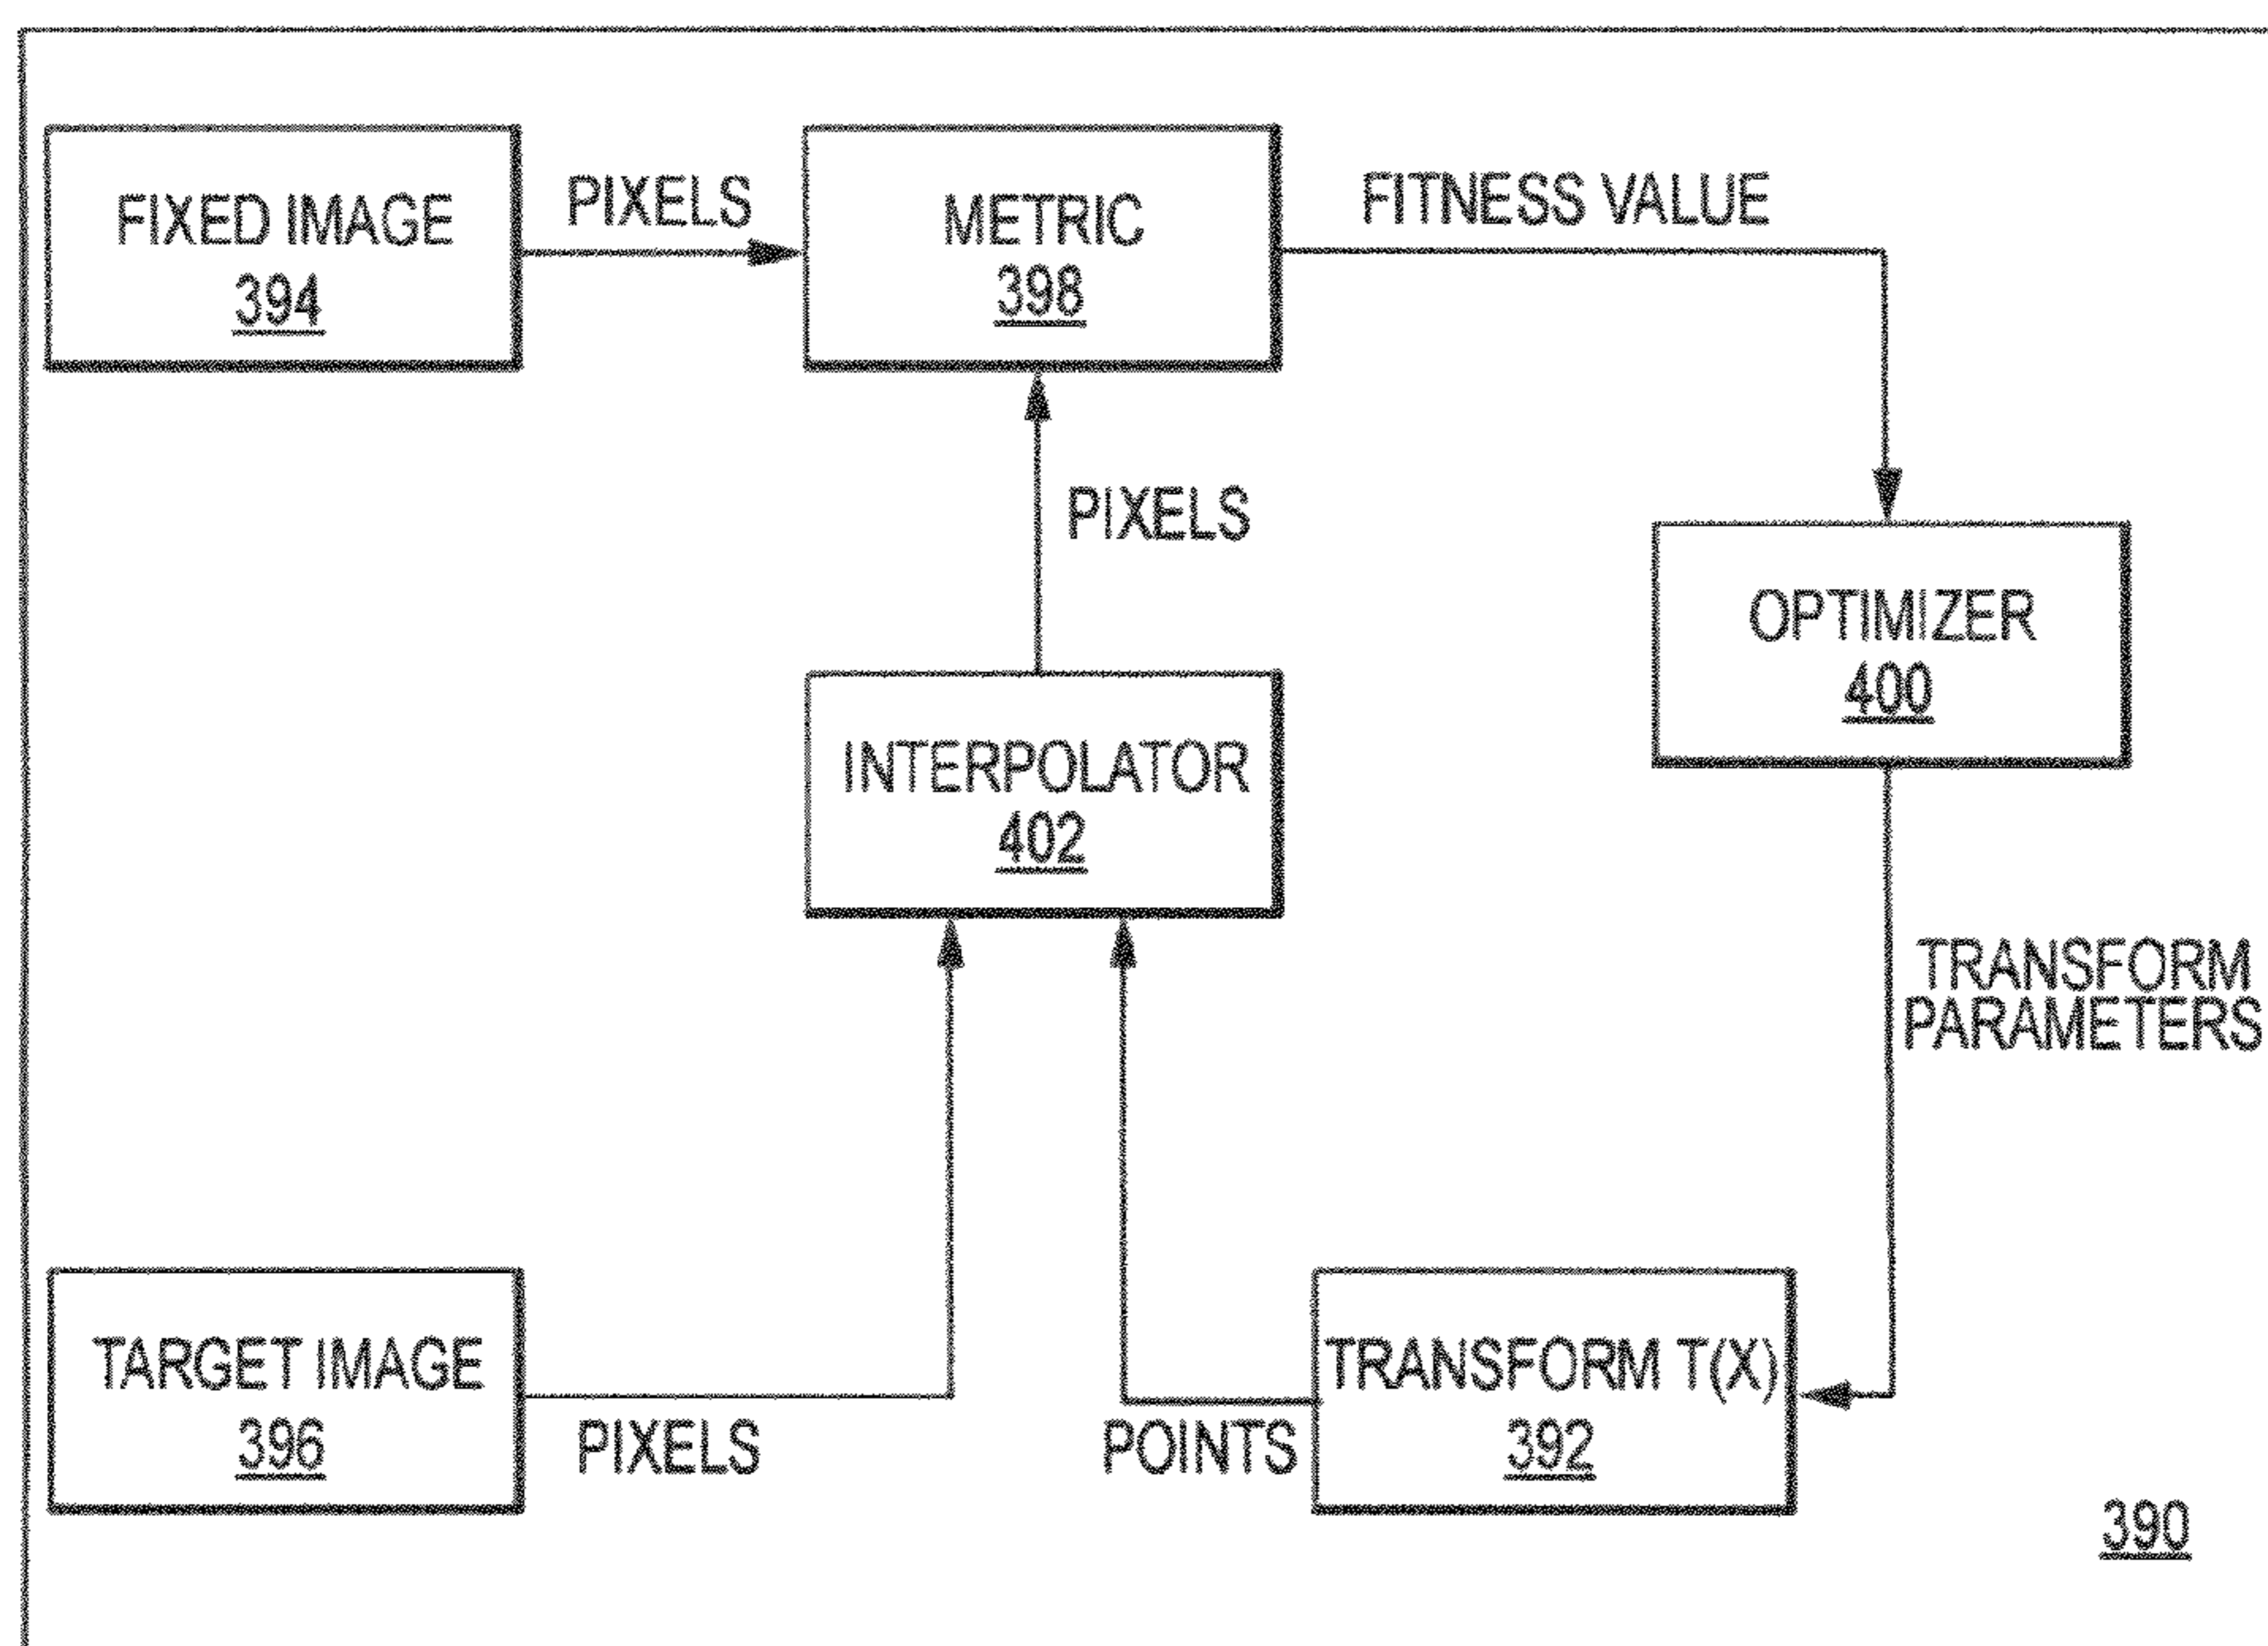 FIXED IMAGE
394
PIXELS
METRIC
398
FITNESS VALUE
PIXELS
OPTIMIZER
400
INTERPOLATOR
402
TRANSFORM
PARAMETERS
TARGET IMAGE
396
PIXELS
POINTS
TRANSFORM T(X)
392
390